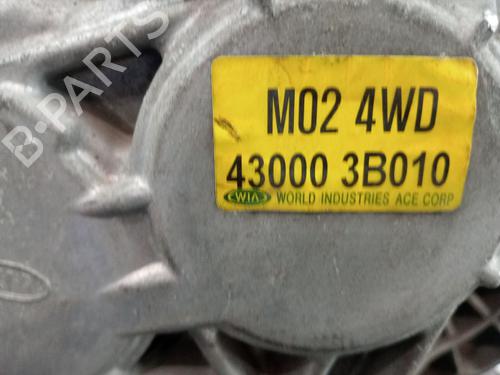 B-PARTS
M02 4WD
43000 3B010
WIA WORLD INDUSTRIES ACE CORP